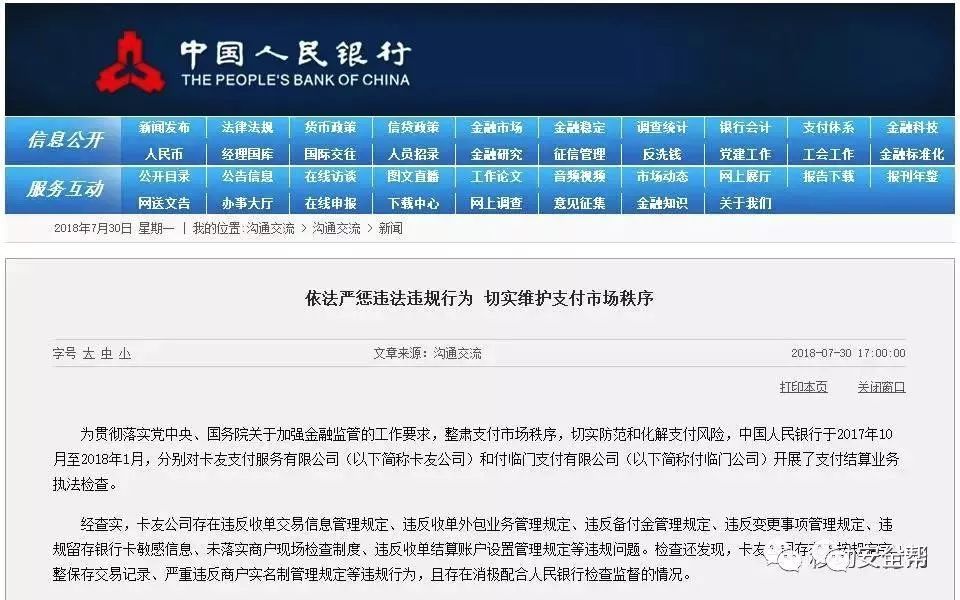 中国人民银行
THE PEOPLE'S BANK OF CHINA
信息公开 新闻发布 法律法规 货币政策 信贷政策 金融市场 金融稳定 调查统计 银行会计 支付体系 金融科技
人民币 经理国库 国际交往 人员招录 金融研究 征信管理 反洗钱 党建工作 工会工作 金融标准化
服务互动 公开目录 公告信息 在线访谈 图文直播 工作论文 音频视频 市场动态 网上展厅 报告下载 报刊年鉴
网送文告 办事大厅 在线申报 下载中心 网上调查 意见征集 金融知识 关于我们
2018年7月30日 星期一 | 我的位置:沟通交流 > 沟通交流 > 新闻
依法严惩违法违规行为 切实维护支付市场秩序
字号 大 中 小 文章来源：沟通交流 2018-07-30 17:00:00
打印本页 关闭窗口
为贯彻落实党中央、国务院关于加强金融监管的工作要求，整肃支付市场秩序，切实防范和化解支付风险，中国人民银行于2017年10
月至2018年1月，分别对卡友支付服务有限公司（以下简称卡友公司）和付临门支付有限公司（以下简称付临门公司）开展了支付结算业务
执法检查。
经查实，卡友公司存在违反收单交易信息管理规定、违反收单外包业务管理规定、违反备付金管理规定、违反变更事项管理规定、违
规留存银行卡敏感信息、未落实商户现场检查制度、违反收单结算账户设置管理规定等违规问题。检查还发现，卡友公司存
整保存交易记录、严重违反商户实名制管理规定等违规行为，且存在消极配合人民银行检查监督的情况。
安全帮